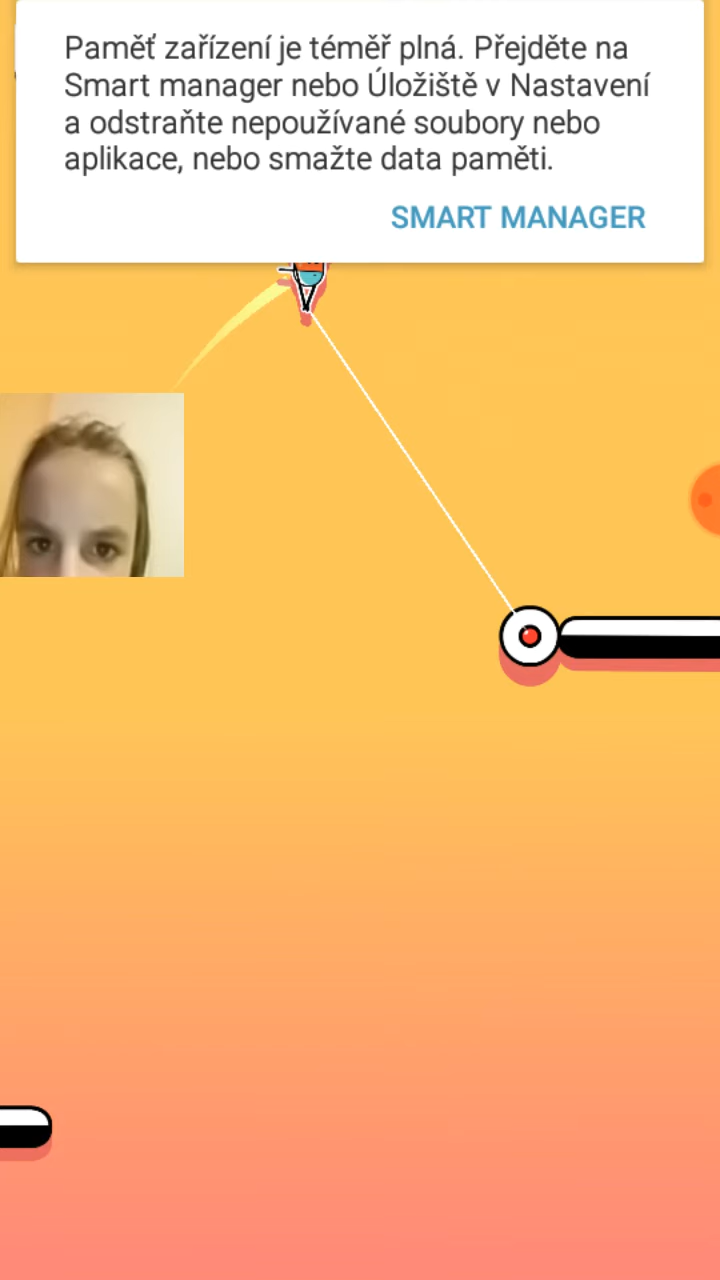 Paměť zařízení je téměř plná. Přejděte na
Smart manager nebo Úložiště v Nastavení
a odstraňte nepoužívané soubory nebo
aplikace, nebo smažte data paměti.
SMART MANAGER